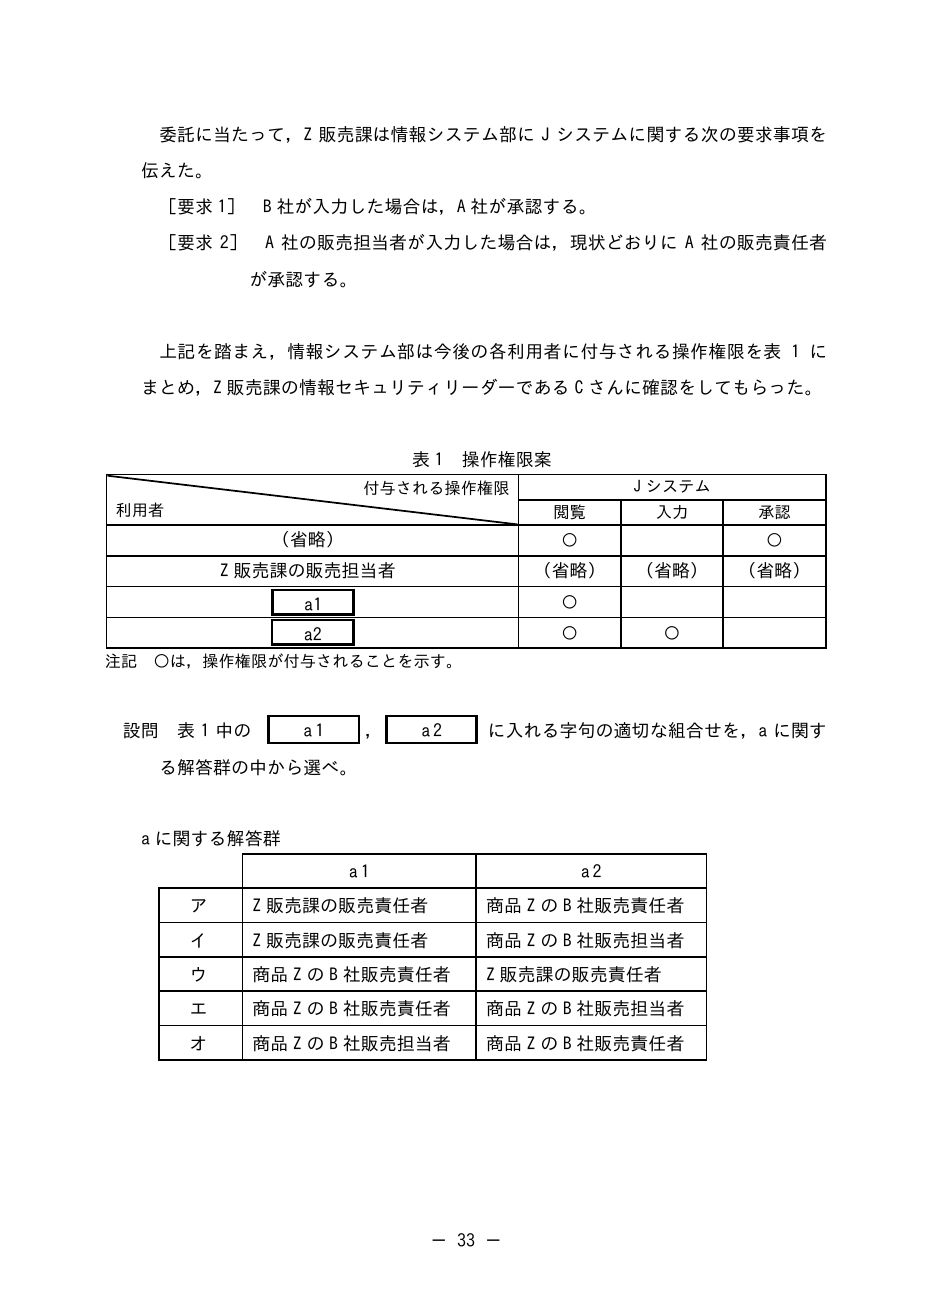 委託に当たって，Z 販売課は情報システム部に J システムに関する次の要求事項を
伝えた。
［要求 1］ B 社が入力した場合は，A 社が承認する。
［要求 2］ A 社の販売担当者が入力した場合は，現状どおりに A 社の販売責任者
が承認する。
上記を踏まえ，情報システム部は今後の各利用者に付与される操作権限を表 1 に
まとめ，Z 販売課の情報セキュリティリーダーである C さんに確認をしてもらった。
表 1 操作権限案
付与される操作権限 J システム
利用者 閲覧 入力 承認
（省略） ○ ○
Z 販売課の販売担当者 （省略） （省略） （省略）
a1 ○
a2 ○ ○
注記 ○は，操作権限が付与されることを示す。
設問 表 1 中の a1 ， a2 に入れる字句の適切な組合せを，a に関す
る解答群の中から選べ。
a に関する解答群
a1 a2
ア Z 販売課の販売責任者 商品 Z の B 社販売責任者
イ Z 販売課の販売責任者 商品 Z の B 社販売担当者
ウ 商品 Z の B 社販売責任者 Z 販売課の販売責任者
エ 商品 Z の B 社販売責任者 商品 Z の B 社販売担当者
オ 商品 Z の B 社販売担当者 商品 Z の B 社販売責任者
－ 33 －